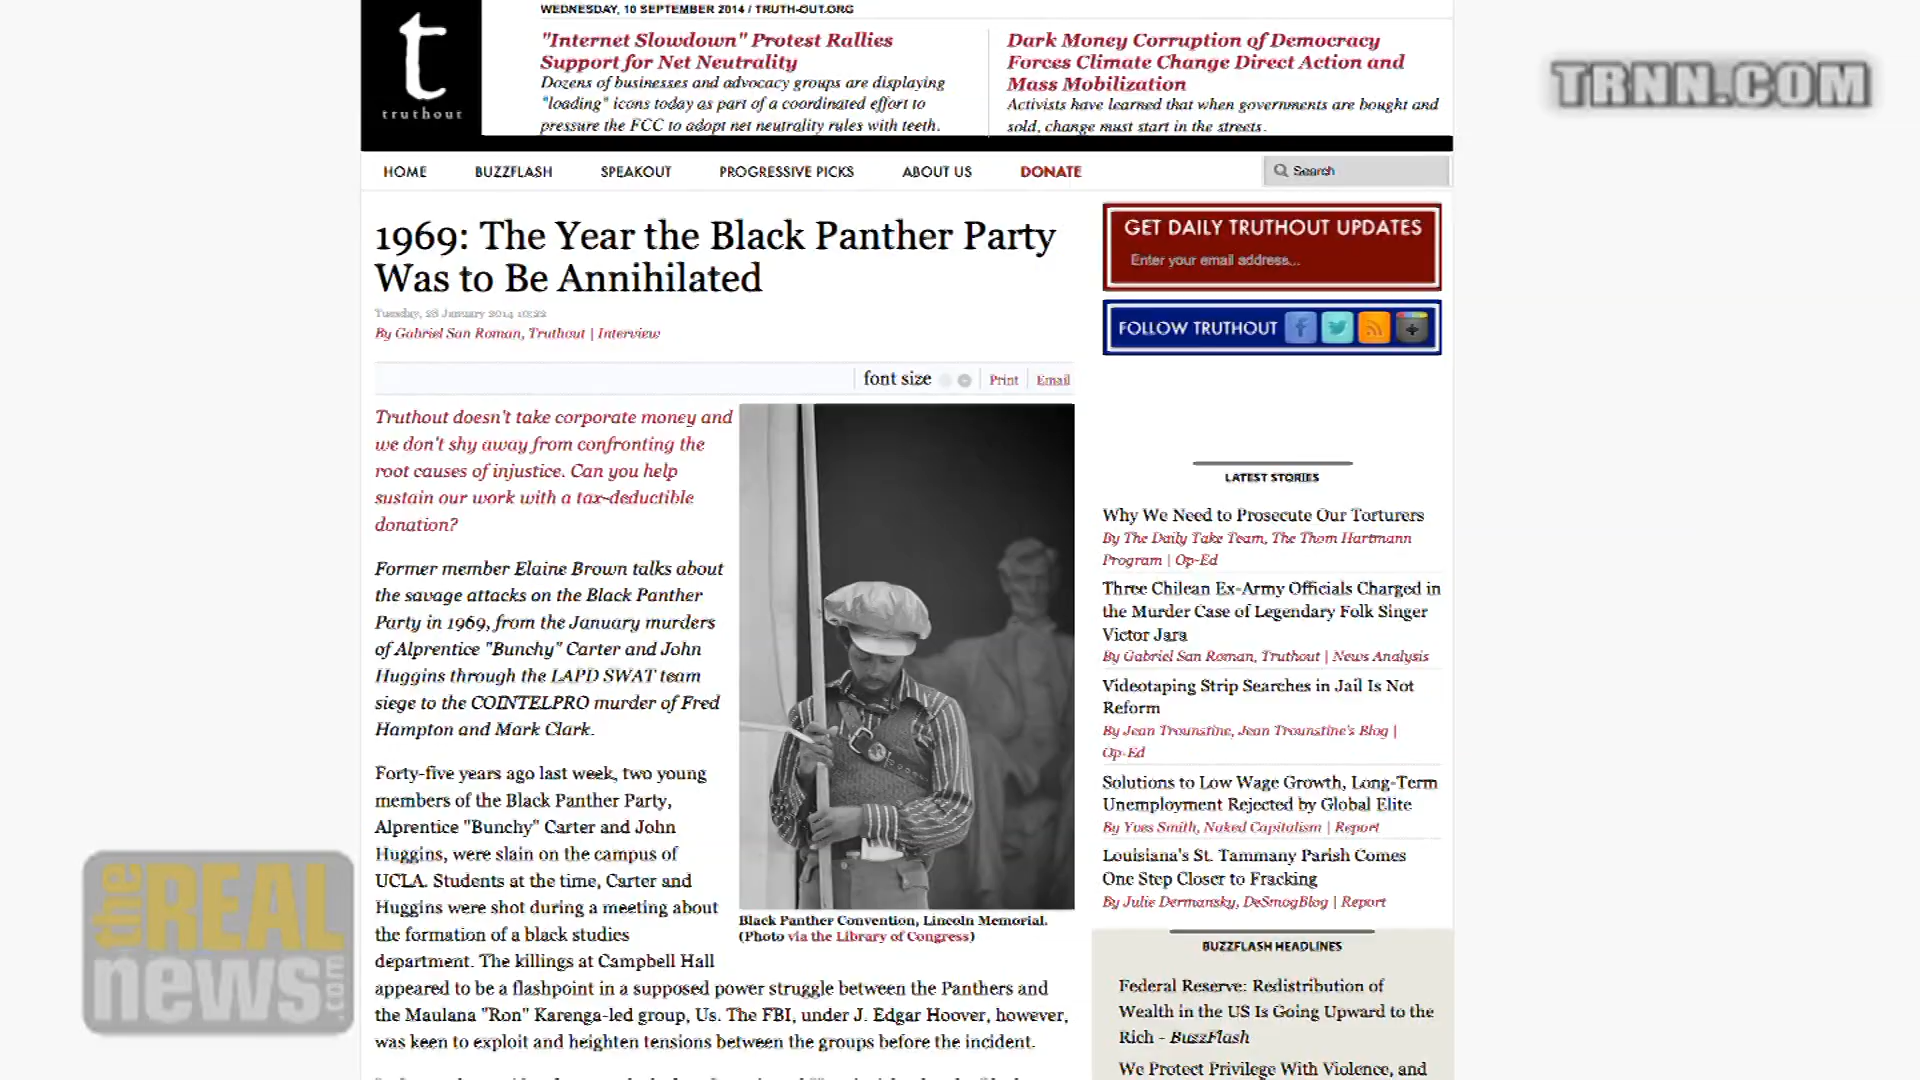 WEDNESDAY, 10 SEPTEMBER 2014 / TRUTH-OUT.ORG
t
truthout
"Internet Slowdown" Protest Rallies
Support for Net Neutrality
Dozens of businesses and advocacy groups are displaying
"loading" icons today as part of a coordinated effort to
pressure the FCC to adopt net neutrality rules with teeth.
Dark Money Corruption of Democracy
Forces Climate Change Direct Action and
Mass Mobilization
Activists have learned that when governments are bought and
sold, change must start in the streets.
TRNN.COM
HOME BUZZFLASH SPEAKOUT PROGRESSIVE PICKS ABOUT US DONATE Search
1969: The Year the Black Panther Party
Was to Be Annihilated
Tuesday, 28 January 2014 10:22
By Gabriel San Roman, Truthout | Interview
font size Print Email
Truthout doesn't take corporate money and
we don't shy away from confronting the
root causes of injustice. Can you help
sustain our work with a tax-deductible
donation?
Former member Elaine Brown talks about
the savage attacks on the Black Panther
Party in 1969, from the January murders
of Alprentice "Bunchy" Carter and John
Huggins through the LAPD SWAT team
siege to the COINTELPRO murder of Fred
Hampton and Mark Clark.
Forty-five years ago last week, two young
members of the Black Panther Party,
Alprentice "Bunchy" Carter and John
Huggins, were slain on the campus of
UCLA. Students at the time, Carter and
Huggins were shot during a meeting about
the formation of a black studies
department. The killings at Campbell Hall
appeared to be a flashpoint in a supposed power struggle between the Panthers and
the Maulana "Ron" Karenga-led group, Us. The FBI, under J. Edgar Hoover, however,
was keen to exploit and heighten tensions between the groups before the incident.
Black Panther Convention, Lincoln Memorial.
(Photo via the Library of Congress)
GET DAILY TRUTHOUT UPDATES
Enter your email address...
FOLLOW TRUTHOUT
LATEST STORIES
Why We Need to Prosecute Our Torturers
By The Daily Take Team, The Thom Hartmann
Program | Op-Ed
Three Chilean Ex-Army Officials Charged in
the Murder Case of Legendary Folk Singer
Victor Jara
By Gabriel San Roman, Truthout | News Analysis
Videotaping Strip Searches in Jail Is Not
Reform
By Jean Trounstine, Jean Trounstine's Blog |
Op-Ed
Solutions to Low Wage Growth, Long-Term
Unemployment Rejected by Global Elite
By Yves Smith, Naked Capitalism | Report
Louisiana's St. Tammany Parish Comes
One Step Closer to Fracking
By Julie Dermansky, DeSmogBlog | Report
BUZZFLASH HEADLINES
Federal Reserve: Redistribution of
Wealth in the US Is Going Upward to the
Rich - BuzzFlash
We Protect Privilege With Violence, and
the REAL
news.com